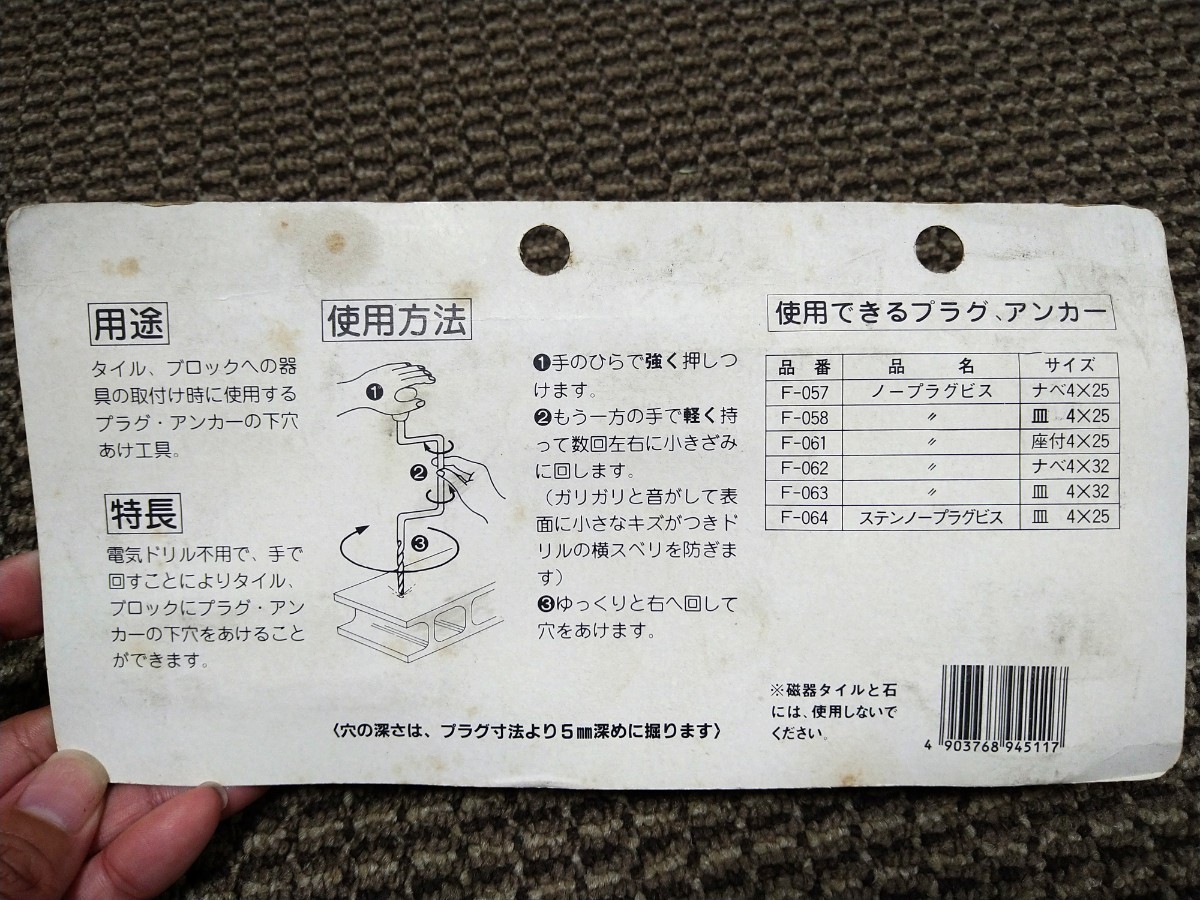 用途
タイル、ブロックへの器
具の取付け時に使用する
プラグ・アンカーの下穴
あけ工具。
特長
電気ドリル不用で、手で
回すことによりタイル、
ブロックにプラグ・アン
カーの下穴をあけること
ができます。
使用方法
❶
❷
❸
❶手のひらで強く押しつ
けます。
❷もう一方の手で軽く持
って数回左右に小きざみ
に回します。
(ガリガリと音がして表
面に小さなキズがつきド
リルの横スベリを防ぎま
す)
❸ゆっくりと右へ回して
穴をあけます。
〈穴の深さは、プラグ寸法より5㎜深めに掘ります〉
使用できるプラグ、アンカー
品番 品名 サイズ
F-057 ノープラグビス ナベ4×25
F-058 〃 皿 4×25
F-061 〃 座付4×25
F-062 〃 ナベ4×32
F-063 〃 皿 4×32
F-064 ステンノープラグビス 皿 4×25
※磁器タイルと石
には、使用しないで
ください。
4 903768 945117